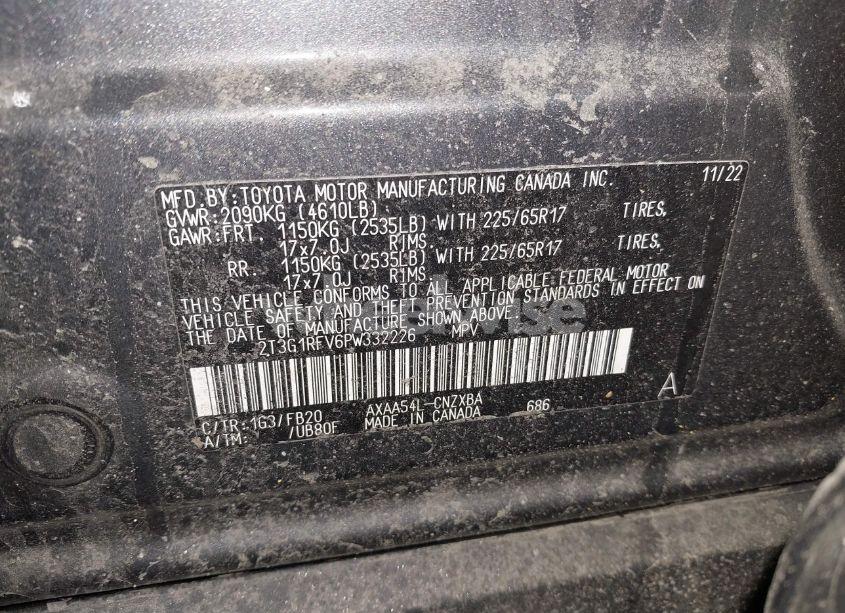 MFD. BY: TOYOTA MOTOR MANUFACTURING CANADA INC. 11/22
GVWR: 2090KG (4610LB)
GAWR: FRT. 1150KG (2535LB) WITH 225/65R17 TIRES,
17x7.0J RIMS
RR. 1150KG (2535LB) WITH 225/65R17 TIRES,
17x7.0J RIMS
THIS VEHICLE CONFORMS TO ALL APPLICABLE FEDERAL MOTOR
VEHICLE SAFETY AND THEFT PREVENTION STANDARDS IN EFFECT ON
THE DATE OF MANUFACTURE SHOWN ABOVE.
2T3G1RFV6PW332226 MPV
A
C/TR: 1G3/FB20 AXAA54L-CNZXBA 686
A/TM: /UB80F MADE IN CANADA